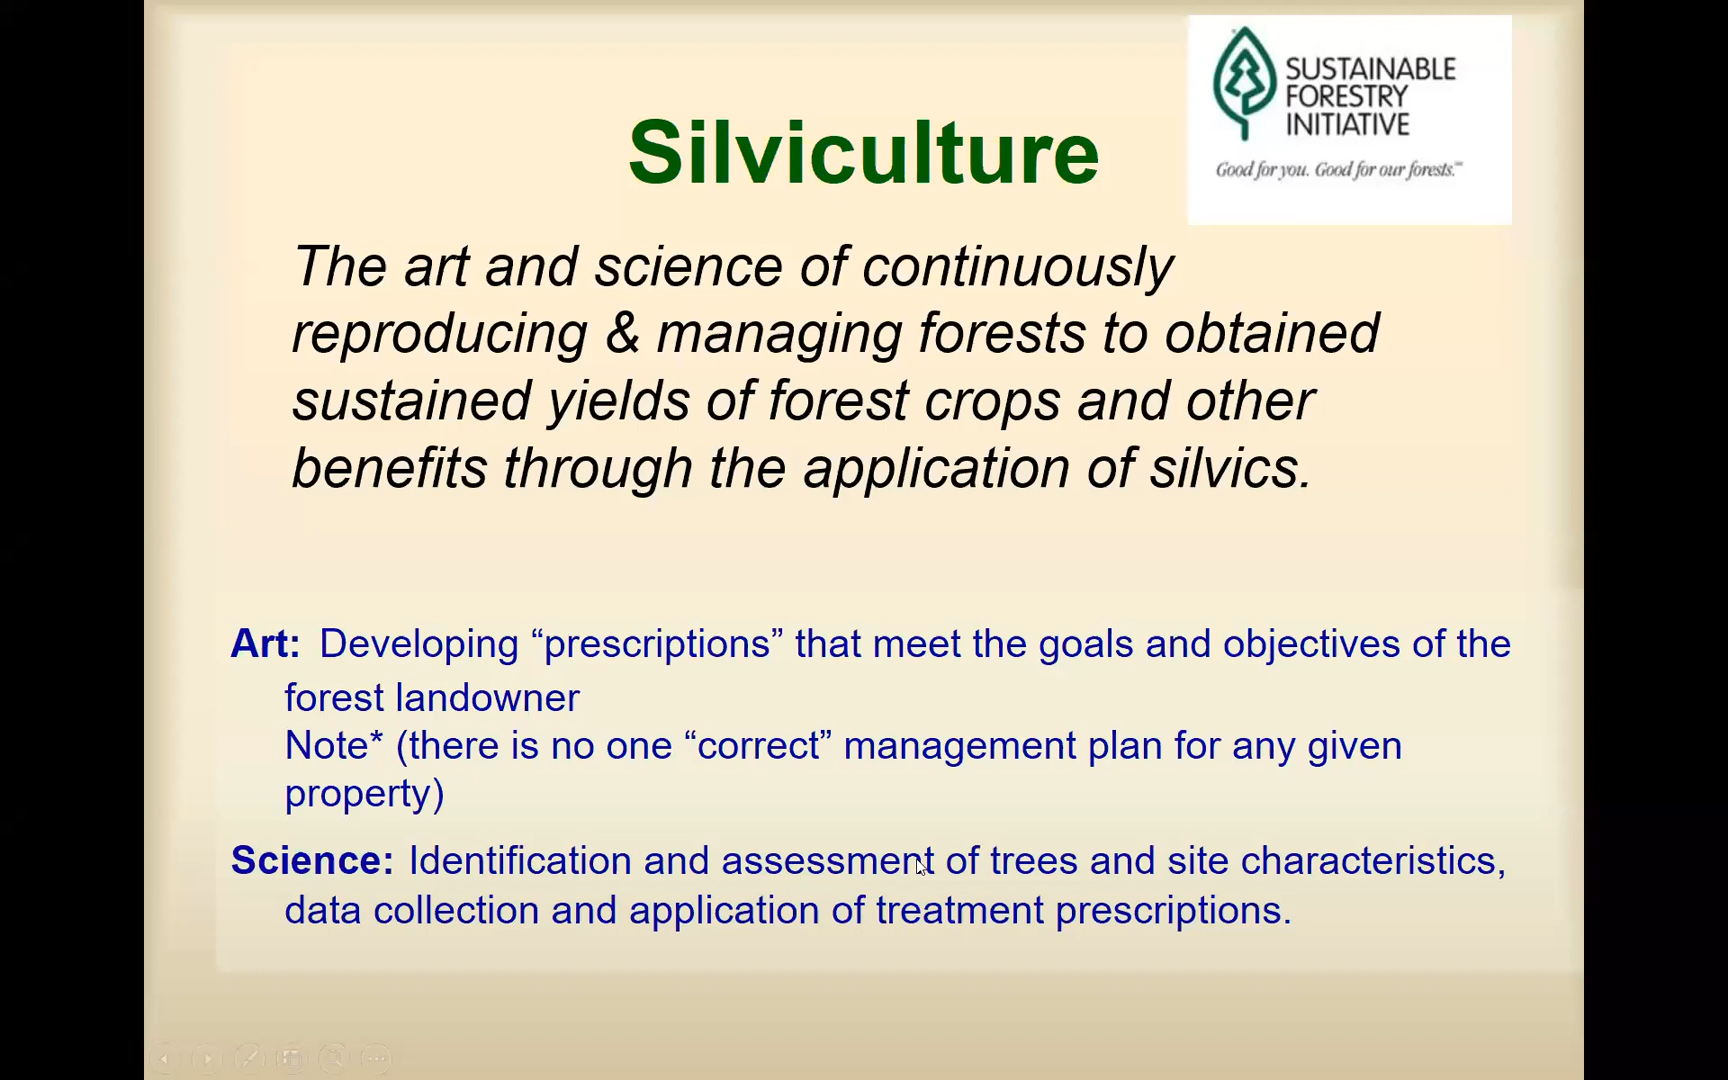 SUSTAINABLE
FORESTRY
INITIATIVE
Good for you. Good for our forests.℠
Silviculture
The art and science of continuously
reproducing & managing forests to obtained
sustained yields of forest crops and other
benefits through the application of silvics.
Art: Developing “prescriptions” that meet the goals and objectives of the
forest landowner
Note* (there is no one “correct” management plan for any given
property)
Science: Identification and assessment of trees and site characteristics,
data collection and application of treatment prescriptions.